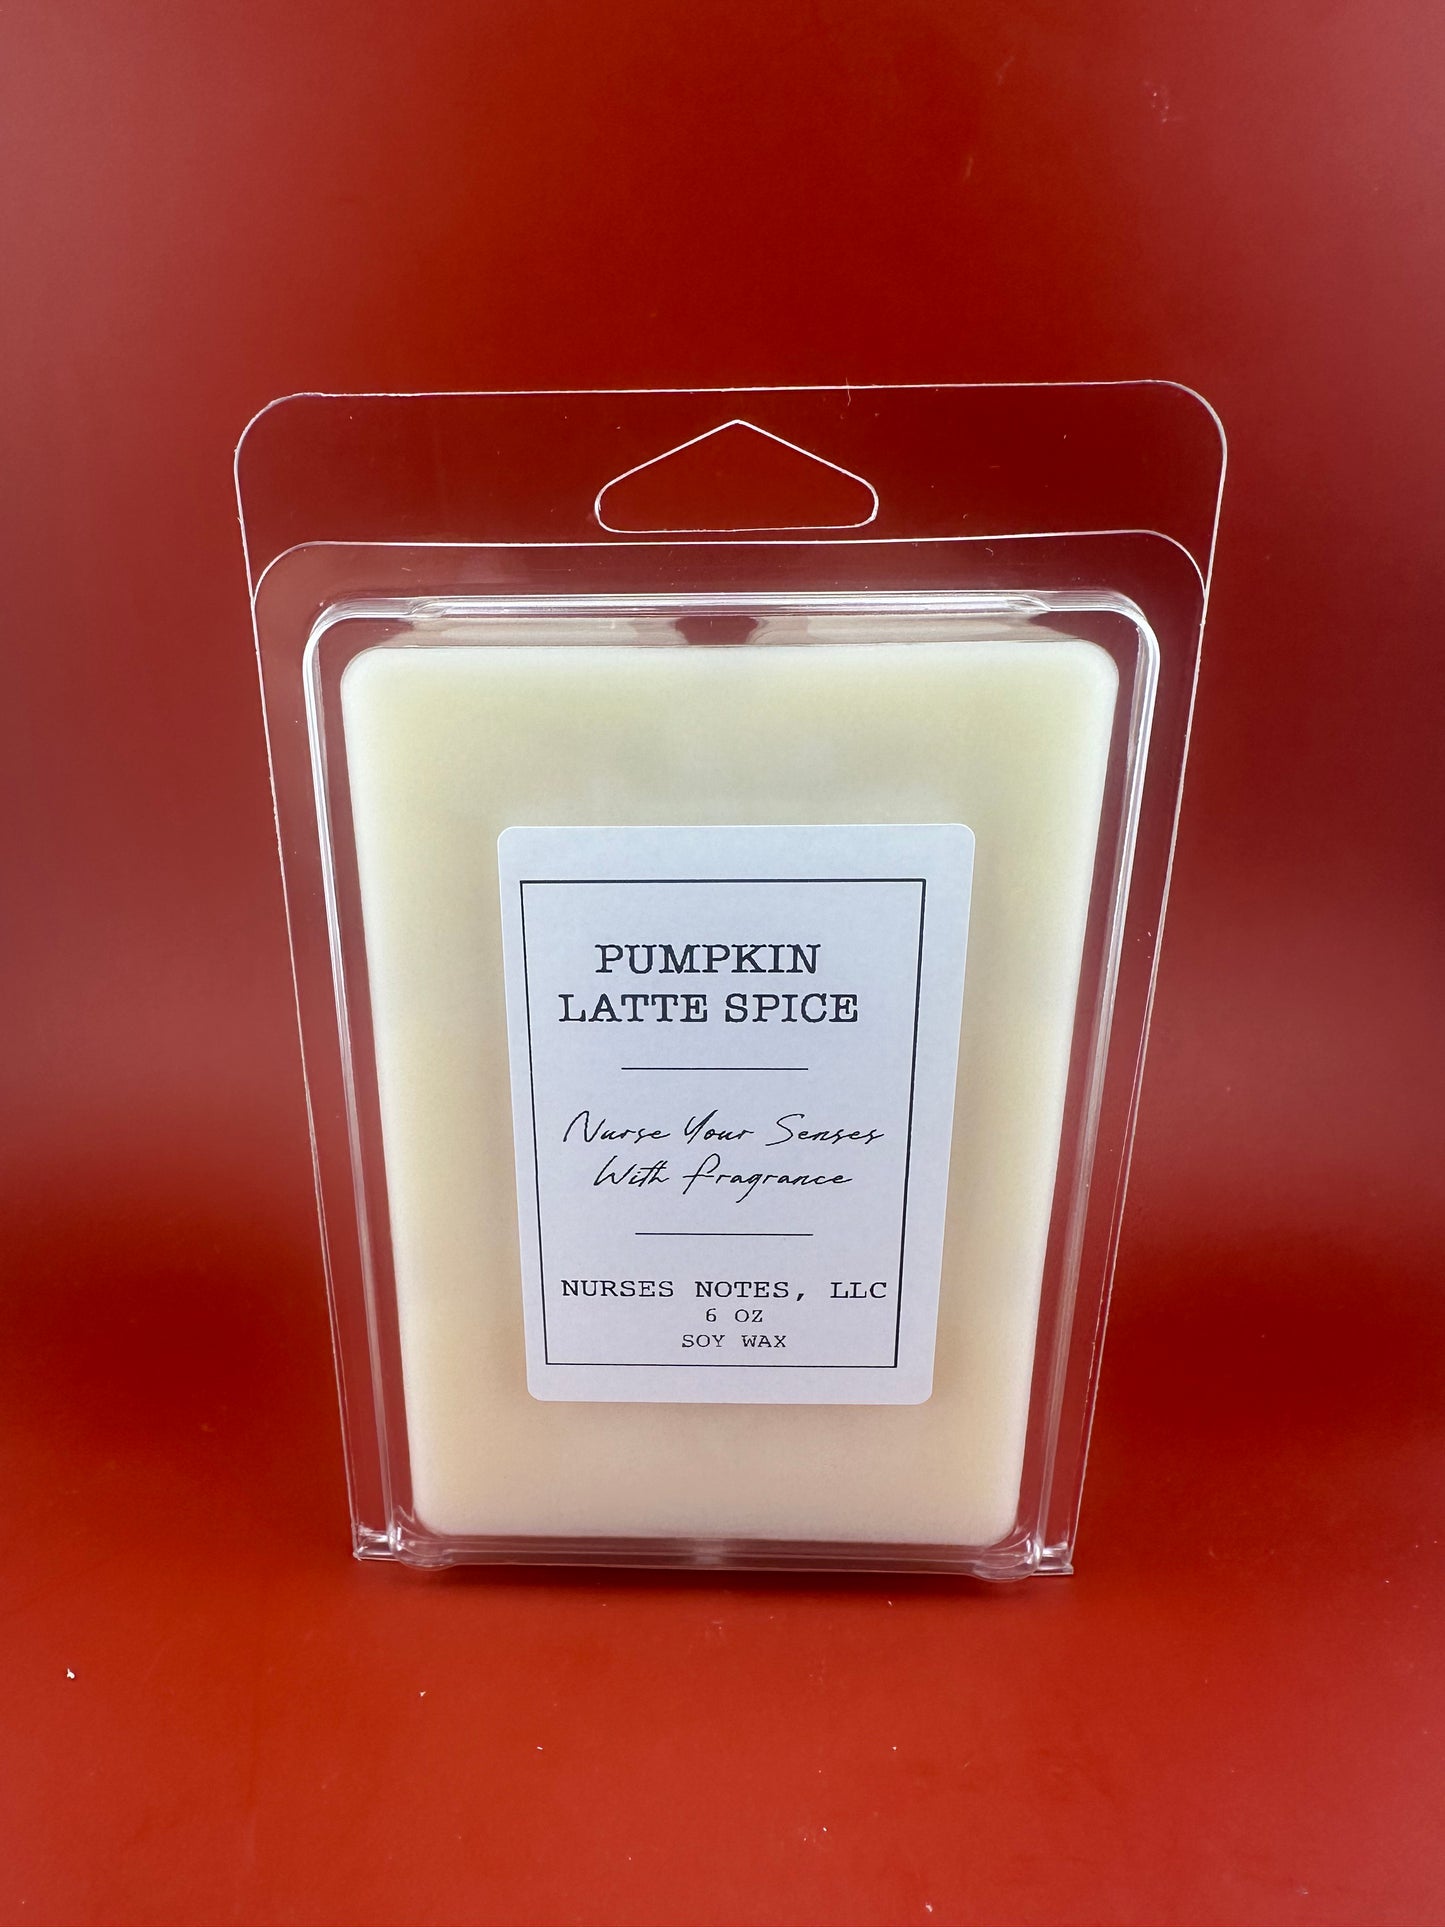 PUMPKIN
LATTE SPICE
Nurse Your Senses
With Fragrance
NURSES NOTES, LLC
6 OZ
SOY WAX